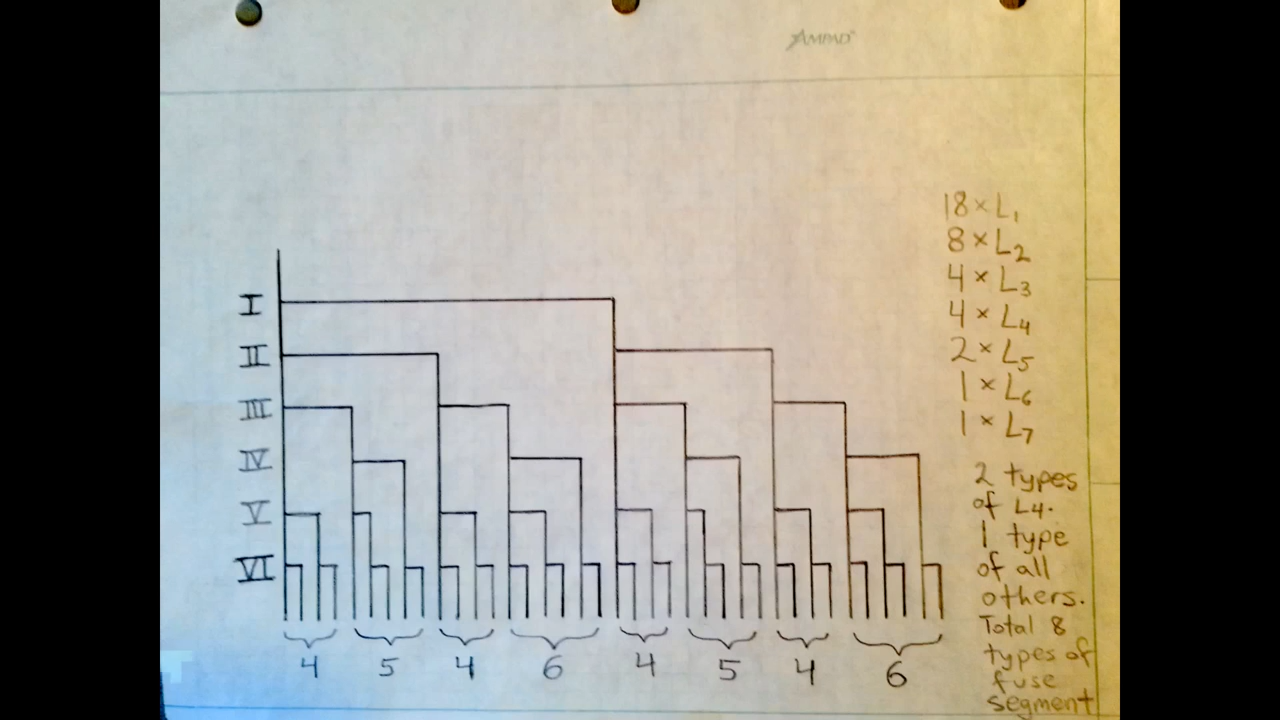 AMPAD
18 × L₁
8 × L₂
4 × L₃
4 × L₄
2 × L₅
1 × L₆
1 × L₇
2 types
of L₄.
1 type
of all
others.
Total 8
types of
fuse
segment
I
II
III
IV
V
VI
4 5 4 6 4 5 4 6